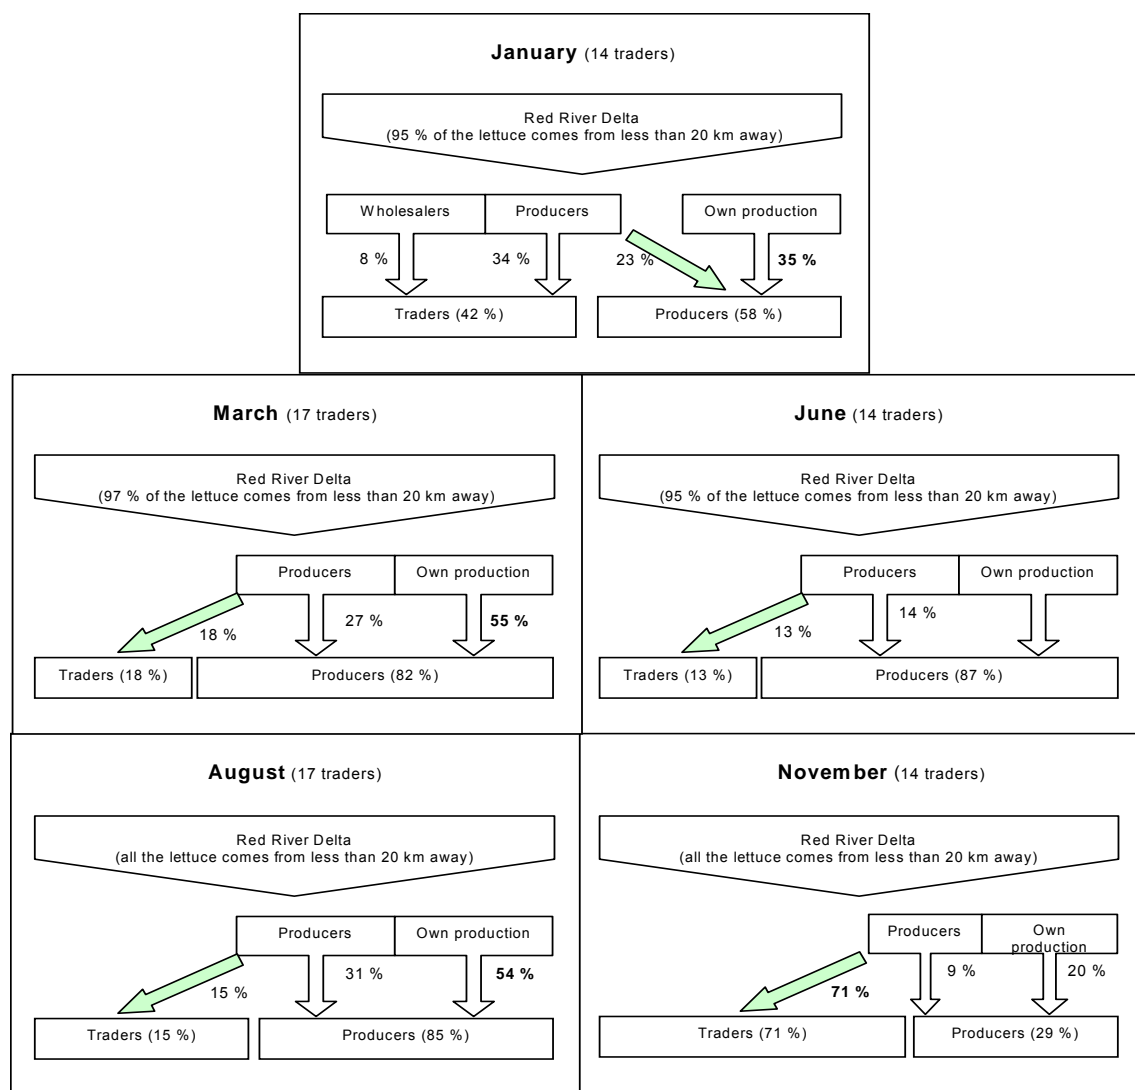 January (14 traders)
Red River Delta
(95 % of the lettuce comes from less than 20 km away)
Wholesalers
Producers
Own production
8 %
34 %
23 %
35 %
Traders (42 %)
Producers (58 %)
March (17 traders)
Red River Delta
(97 % of the lettuce comes from less than 20 km away)
Producers
Own production
18 %
27 %
55 %
Traders (18 %)
Producers (82 %)
June (14 traders)
Red River Delta
(95 % of the lettuce comes from less than 20 km away)
Producers
Own production
13 %
14 %
Traders (13 %)
Producers (87 %)
August (17 traders)
Red River Delta
(all the lettuce comes from less than 20 km away)
Producers
Own production
15 %
31 %
54 %
Traders (15 %)
Producers (85 %)
November (14 traders)
Red River Delta
(all the lettuce comes from less than 20 km away)
Producers
Own
production
71 %
9 %
20 %
Traders (71 %)
Producers (29 %)